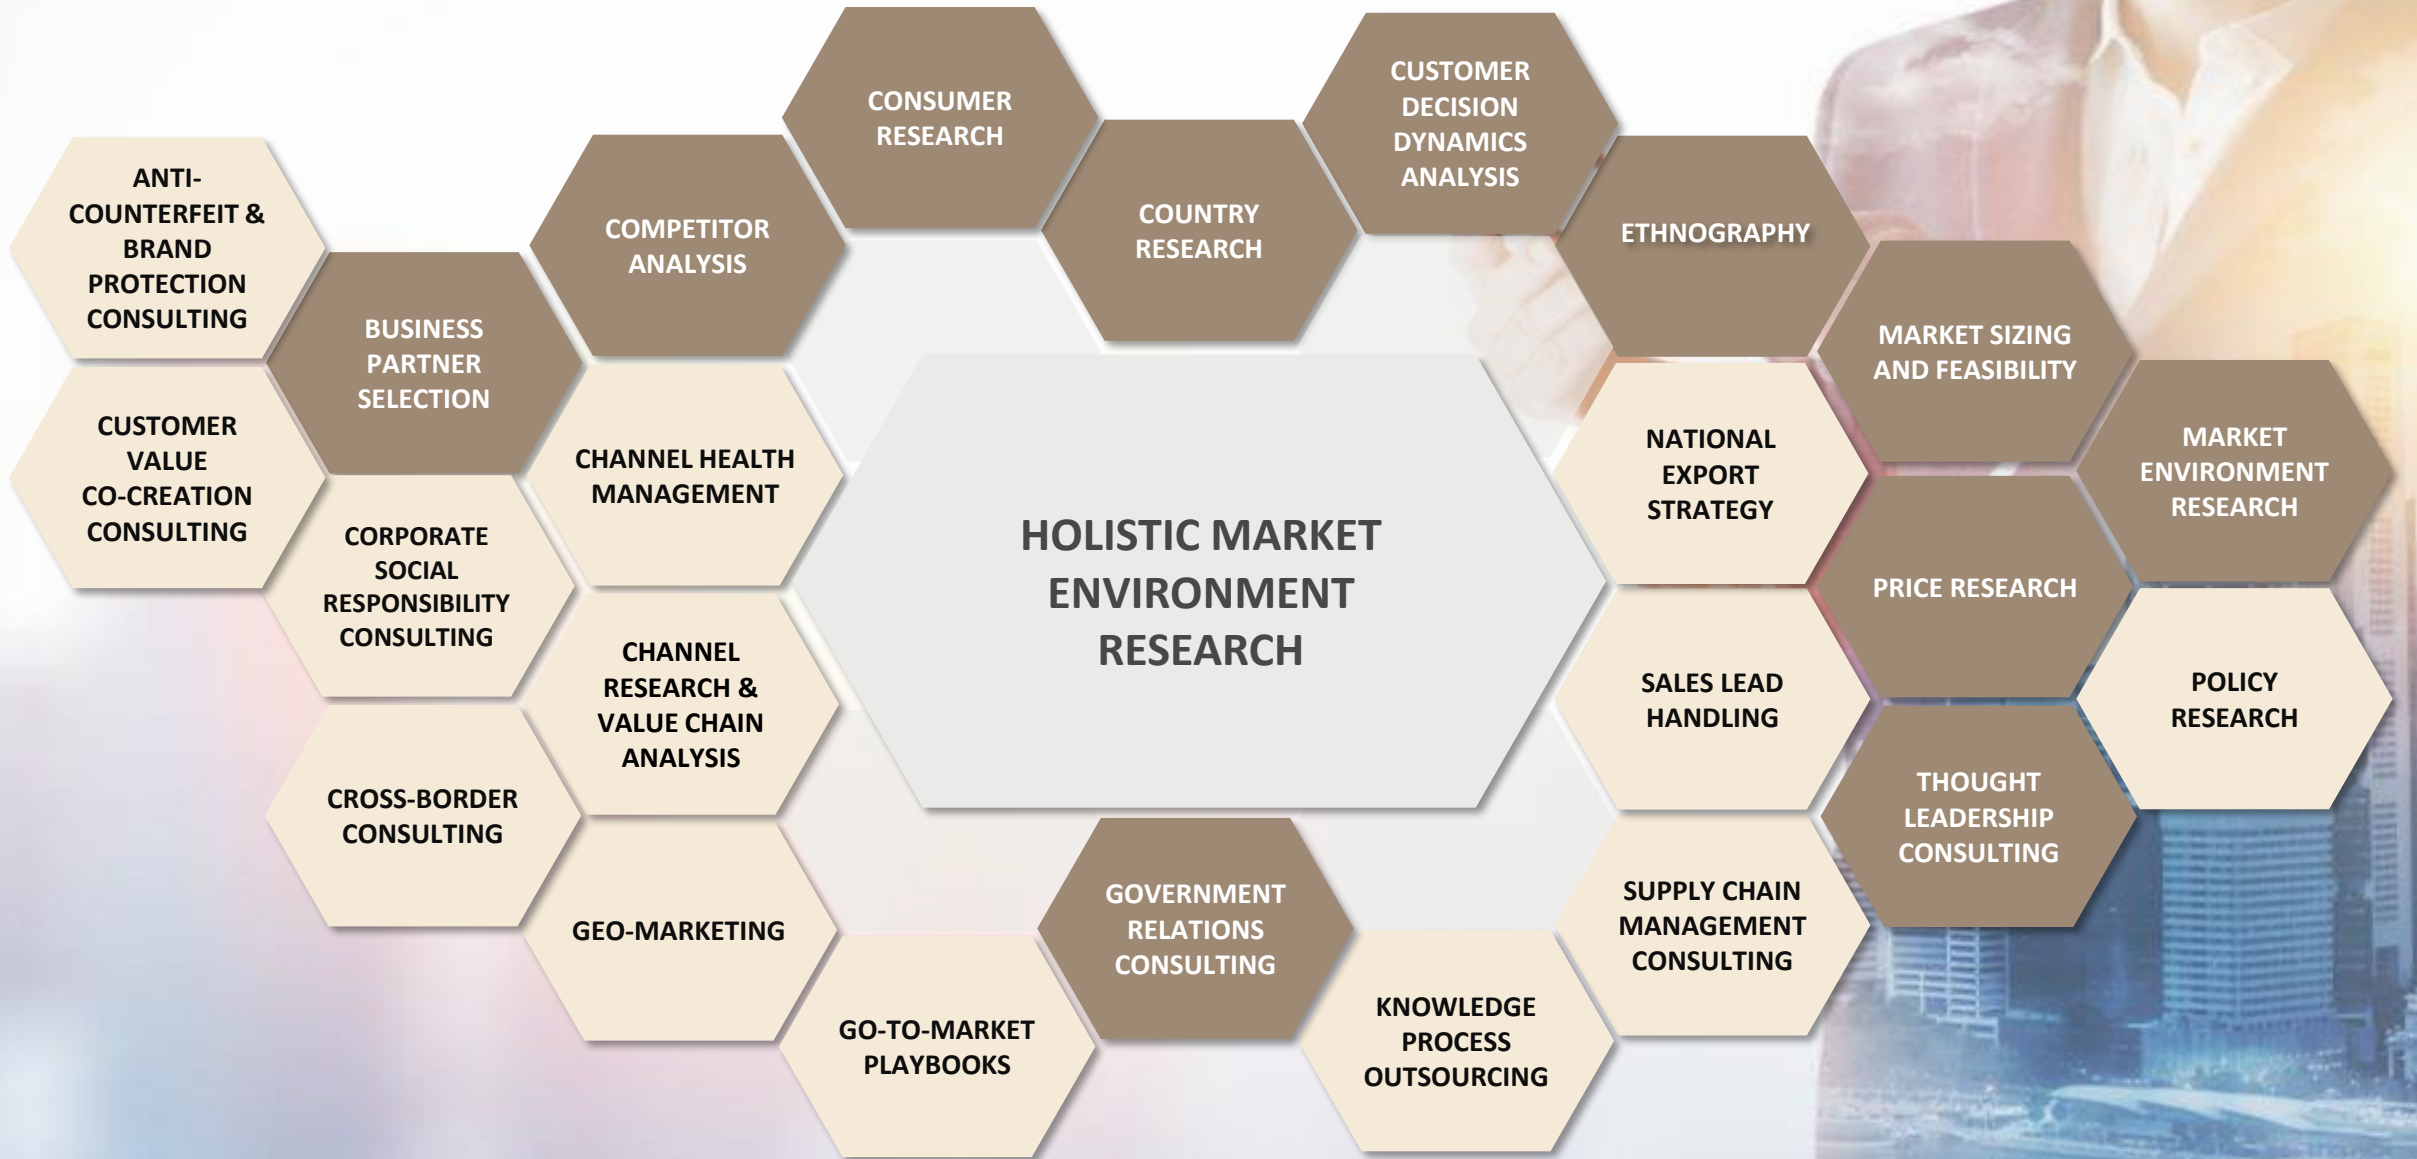 CONSUMER
RESEARCH
CUSTOMER
DECISION
DYNAMICS
ANALYSIS
ANTI-
COUNTERFEIT &
BRAND
PROTECTION
CONSULTING
COMPETITOR
ANALYSIS
COUNTRY
RESEARCH
ETHNOGRAPHY
BUSINESS
PARTNER
SELECTION
MARKET SIZING
AND FEASIBILITY
CUSTOMER
VALUE
CO-CREATION
CONSULTING
CHANNEL HEALTH
MANAGEMENT
NATIONAL
EXPORT
STRATEGY
MARKET
ENVIRONMENT
RESEARCH
HOLISTIC MARKET
ENVIRONMENT
RESEARCH
CORPORATE
SOCIAL
RESPONSIBILITY
CONSULTING
PRICE RESEARCH
CHANNEL
RESEARCH &
VALUE CHAIN
ANALYSIS
SALES LEAD
HANDLING
POLICY
RESEARCH
CROSS-BORDER
CONSULTING
THOUGHT
LEADERSHIP
CONSULTING
GEO-MARKETING
GOVERNMENT
RELATIONS
CONSULTING
SUPPLY CHAIN
MANAGEMENT
CONSULTING
GO-TO-MARKET
PLAYBOOKS
KNOWLEDGE
PROCESS
OUTSOURCING